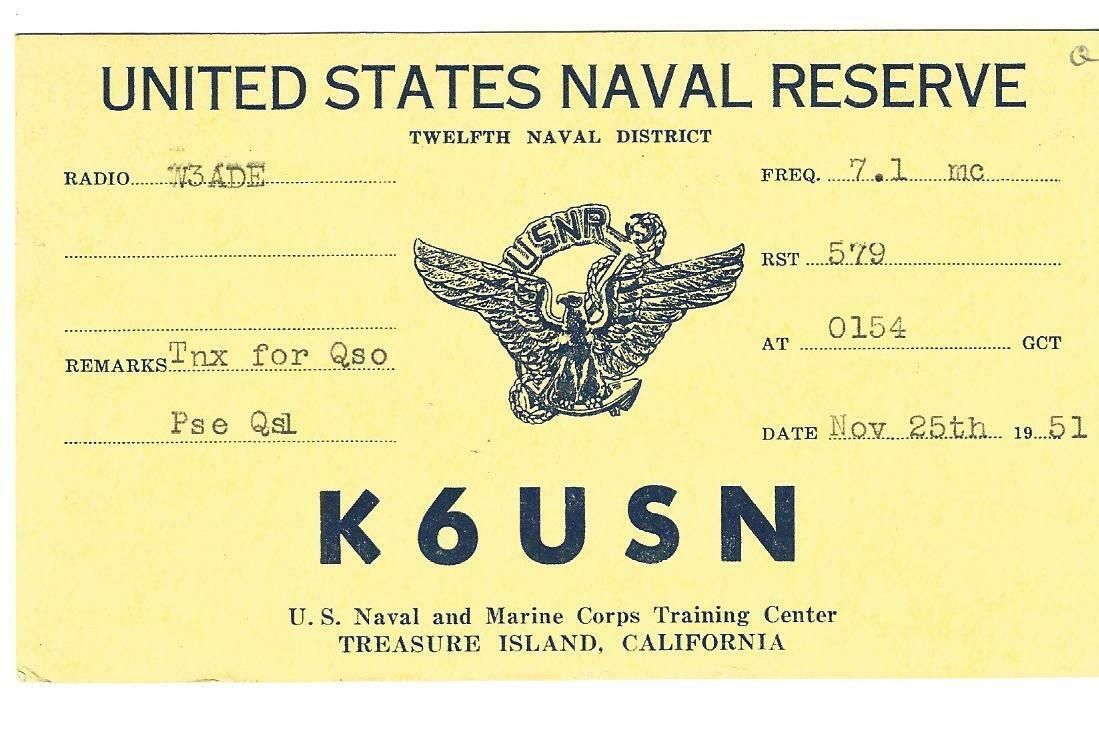 UNITED STATES NAVAL RESERVE
TWELFTH NAVAL DISTRICT
RADIO W3ADE
FREQ. 7.1 mc
USNR
RST 579
AT 0154 GCT
REMARKS Tnx for Qso
Pse Qsl
DATE Nov 25th 1951
K6USN
U. S. Naval and Marine Corps Training Center
TREASURE ISLAND, CALIFORNIA